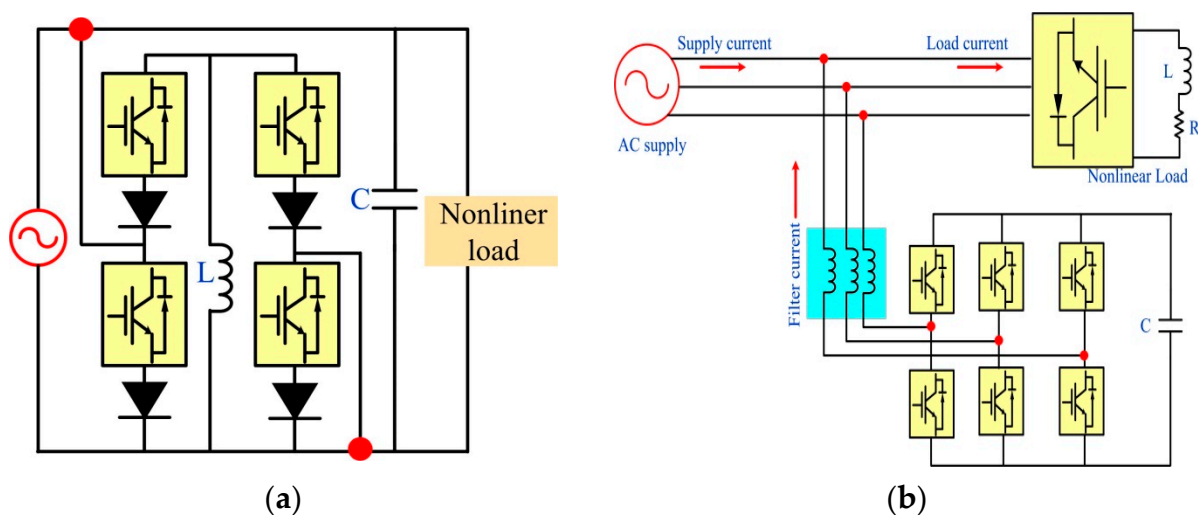 L
C
Nonliner
load
(a)
Supply current
Load current
AC supply
L
R
Nonlinear Load
Filter current
C
(b)